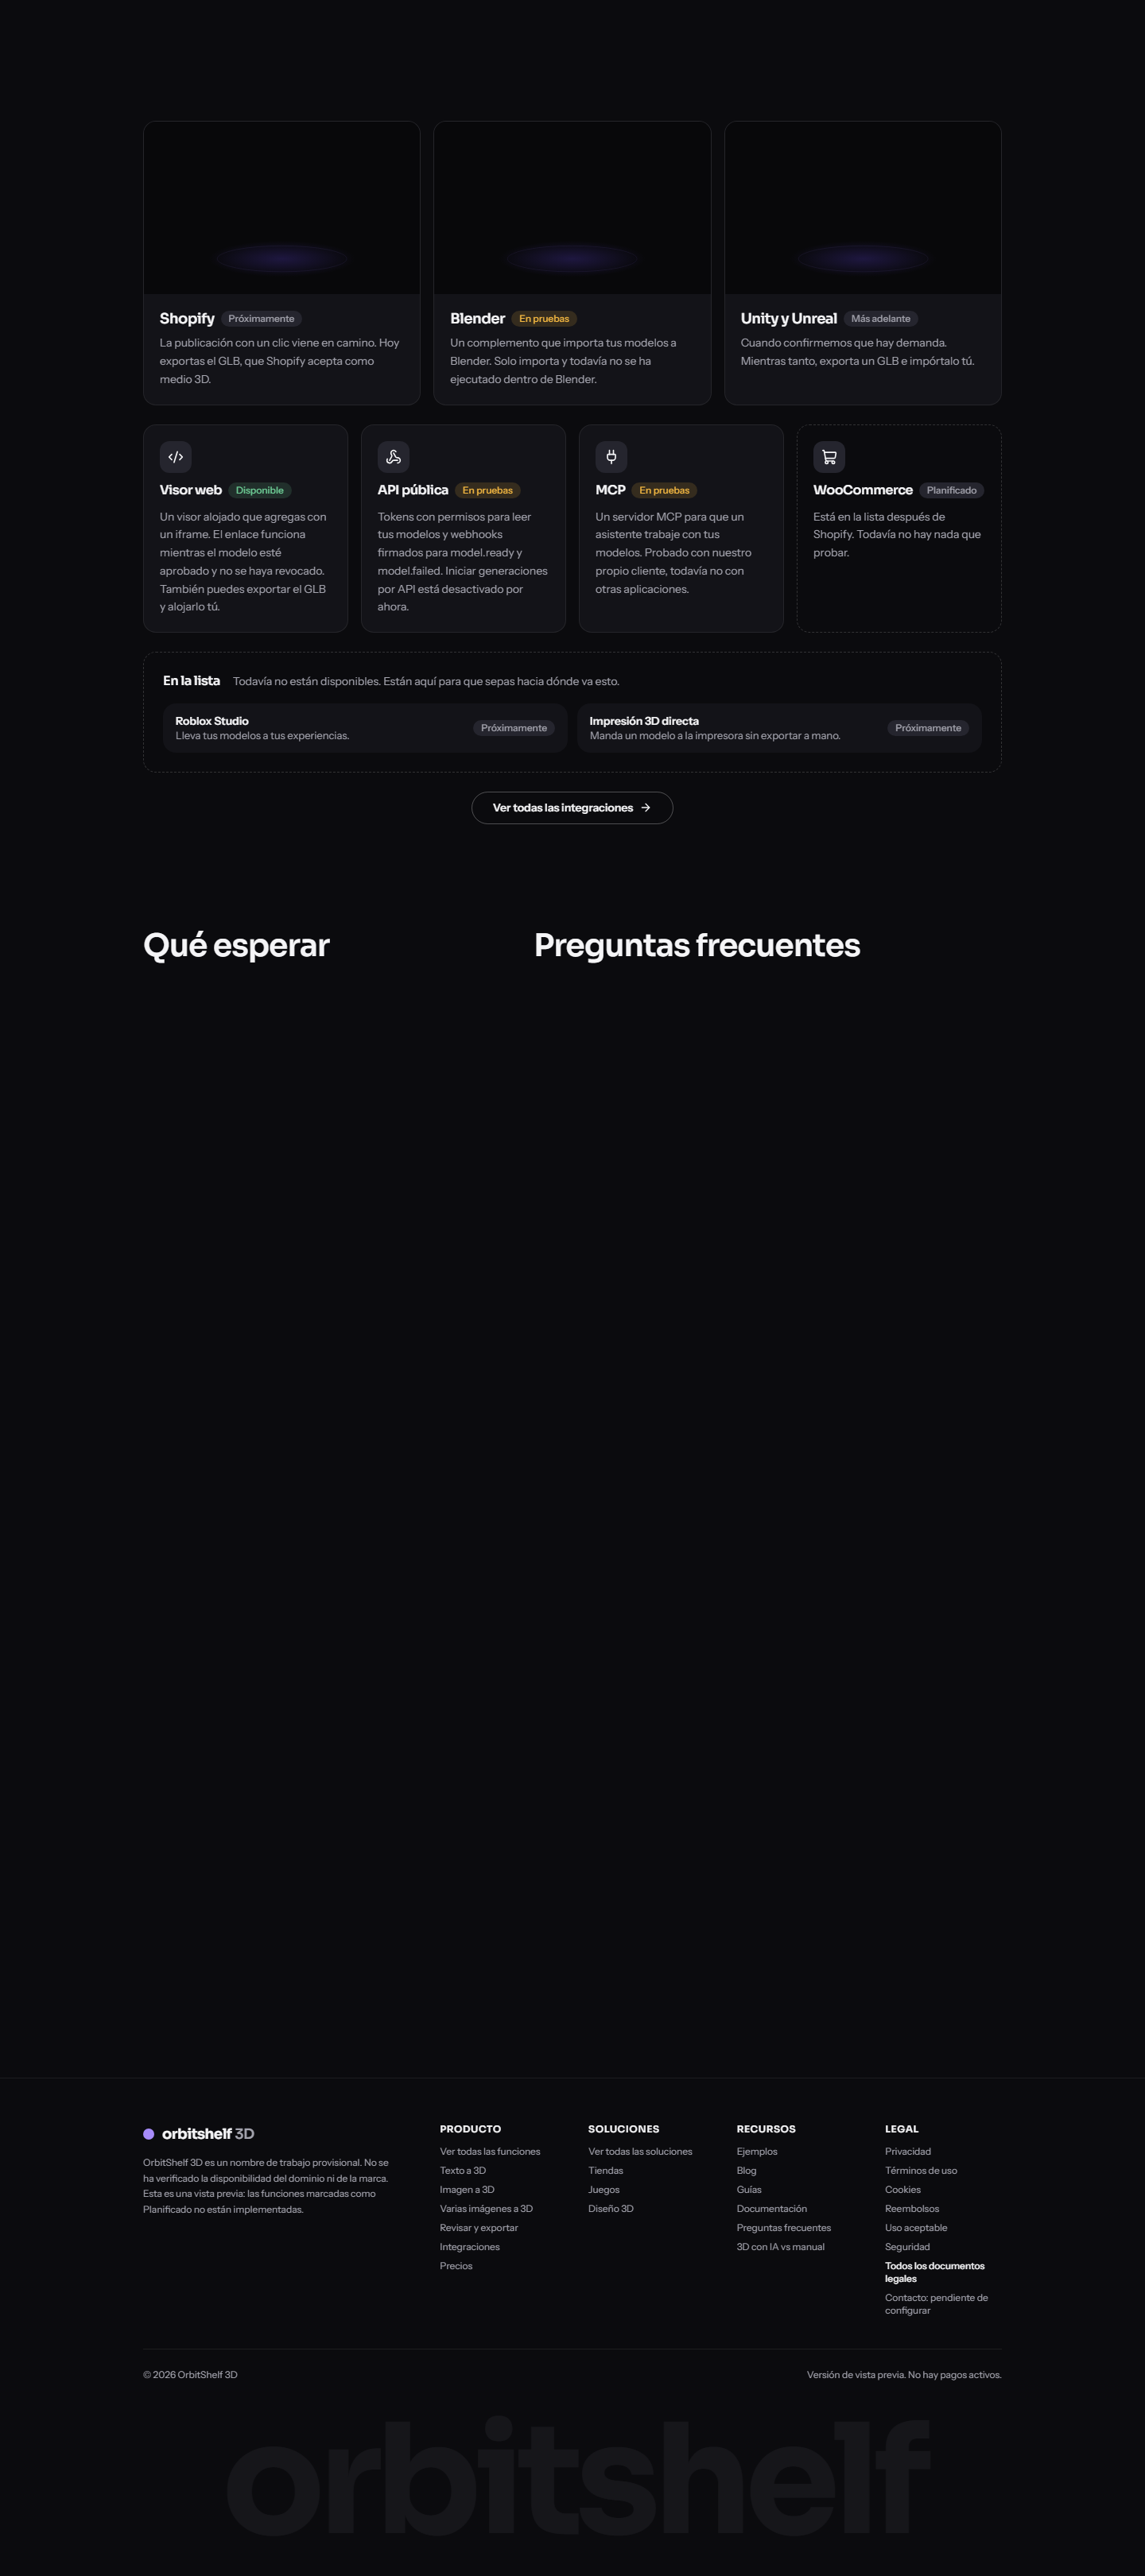 Shopify Próximamente
La publicación con un clic viene en camino. Hoy
exportas el GLB, que Shopify acepta como
medio 3D.
Blender En pruebas
Un complemento que importa tus modelos a
Blender. Solo importa y todavía no se ha
ejecutado dentro de Blender.
Unity y Unreal Más adelante
Cuando confirmemos que hay demanda.
Mientras tanto, exporta un GLB e impórtalo tú.
Visor web Disponible
Un visor alojado que agregas con
un iframe. El enlace funciona
mientras el modelo esté
aprobado y no se haya revocado.
También puedes exportar el GLB
y alojarlo tú.
API pública En pruebas
Tokens con permisos para leer
tus modelos y webhooks
firmados para model.ready y
model.failed. Iniciar generaciones
por API está desactivado por
ahora.
MCP En pruebas
Un servidor MCP para que un
asistente trabaje con tus
modelos. Probado con nuestro
propio cliente, todavía no con
otras aplicaciones.
WooCommerce Planificado
Está en la lista después de
Shopify. Todavía no hay nada que
probar.
En la lista Todavía no están disponibles. Están aquí para que sepas hacia dónde va esto.
Roblox Studio
Lleva tus modelos a tus experiencias.
Próximamente
Impresión 3D directa
Manda un modelo a la impresora sin exportar a mano.
Próximamente
Ver todas las integraciones
Qué esperar
Preguntas frecuentes
orbitshelf 3D
OrbitShelf 3D es un nombre de trabajo provisional. No se
ha verificado la disponibilidad del dominio ni de la marca.
Esta es una vista previa: las funciones marcadas como
Planificado no están implementadas.
PRODUCTO
Ver todas las funciones
Texto a 3D
Imagen a 3D
Varias imágenes a 3D
Revisar y exportar
Integraciones
Precios
SOLUCIONES
Ver todas las soluciones
Tiendas
Juegos
Diseño 3D
RECURSOS
Ejemplos
Blog
Guías
Documentación
Preguntas frecuentes
3D con IA vs manual
LEGAL
Privacidad
Términos de uso
Cookies
Reembolsos
Uso aceptable
Seguridad
Todos los documentos
legales
Contacto: pendiente de
configurar
© 2026 OrbitShelf 3D
Versión de vista previa. No hay pagos activos.
orbitshelf